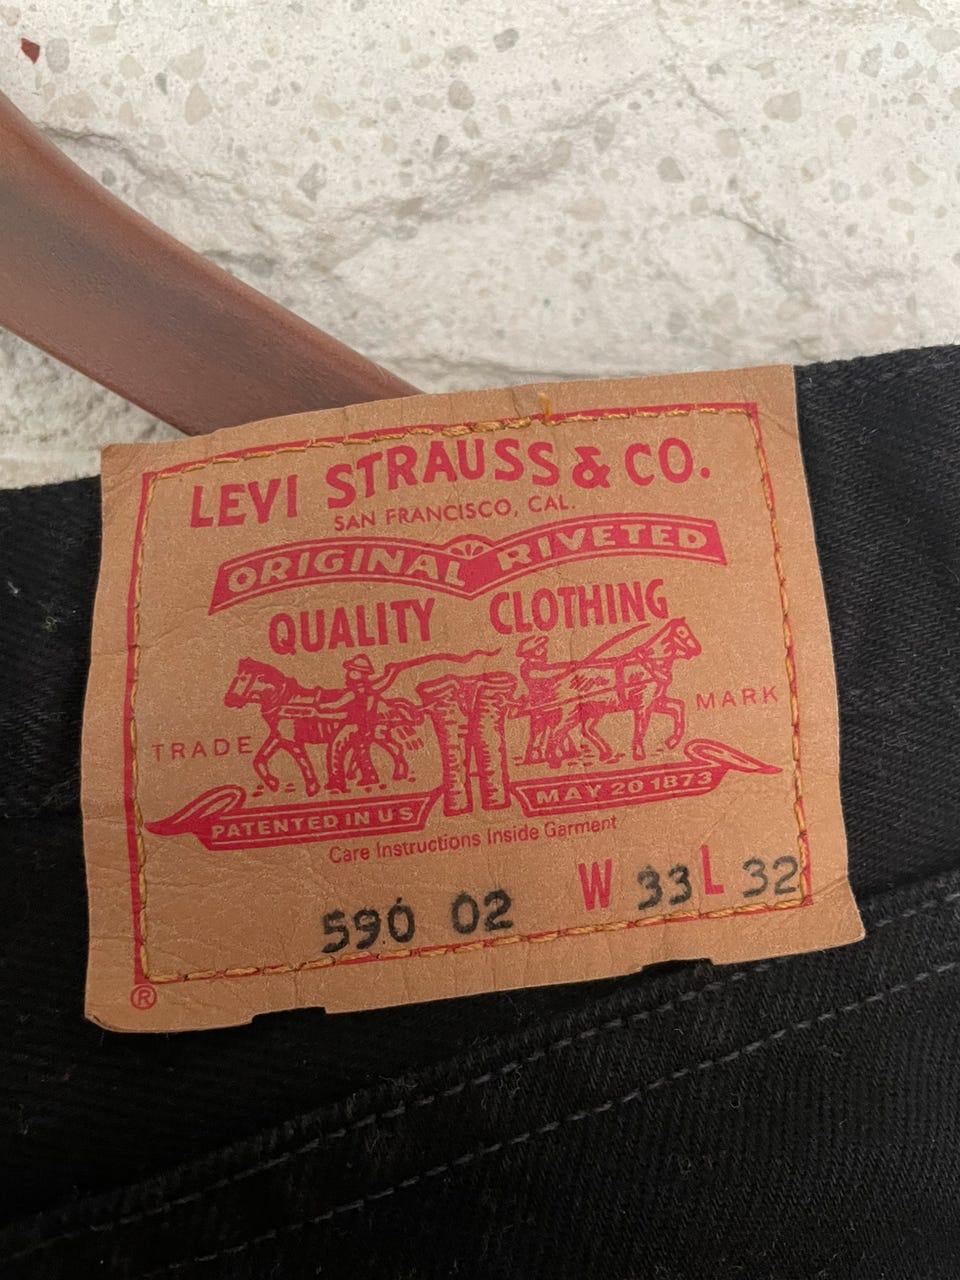 LEVI STRAUSS & CO.
SAN FRANCISCO, CAL.
ORIGINAL RIVETED
QUALITY CLOTHING
TRADE MARK
PATENTED IN U S MAY 20 1873
Care Instructions Inside Garment
590 02 W 33 L 32
®